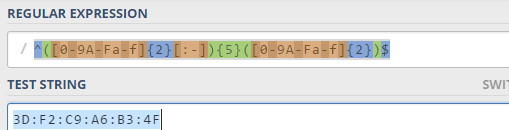 REGULAR EXPRESSION
/ ^([0-9A-Fa-f]{2}[:-]){5}([0-9A-Fa-f]{2})$
TEST STRING
SWIT
3D:F2:C9:A6:B3:4F